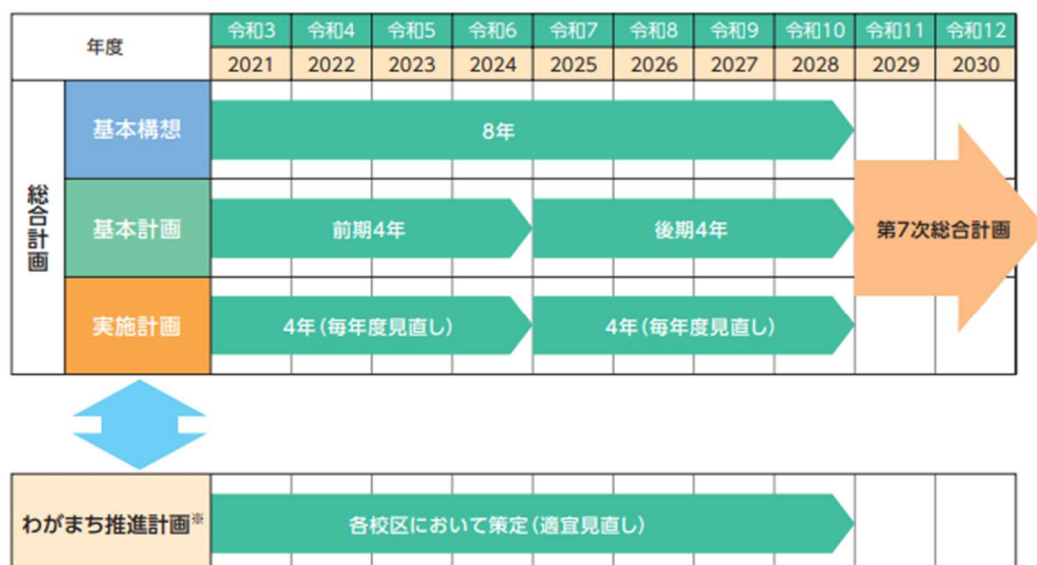 年度
令和3 令和4 令和5 令和6 令和7 令和8 令和9 令和10 令和11 令和12
2021 2022 2023 2024 2025 2026 2027 2028 2029 2030
総合計画
基本構想
8年
基本計画
前期4年
後期4年
第7次総合計画
実施計画
4年(毎年度見直し)
4年(毎年度見直し)
わがまち推進計画※
各校区において策定(適宜見直し)